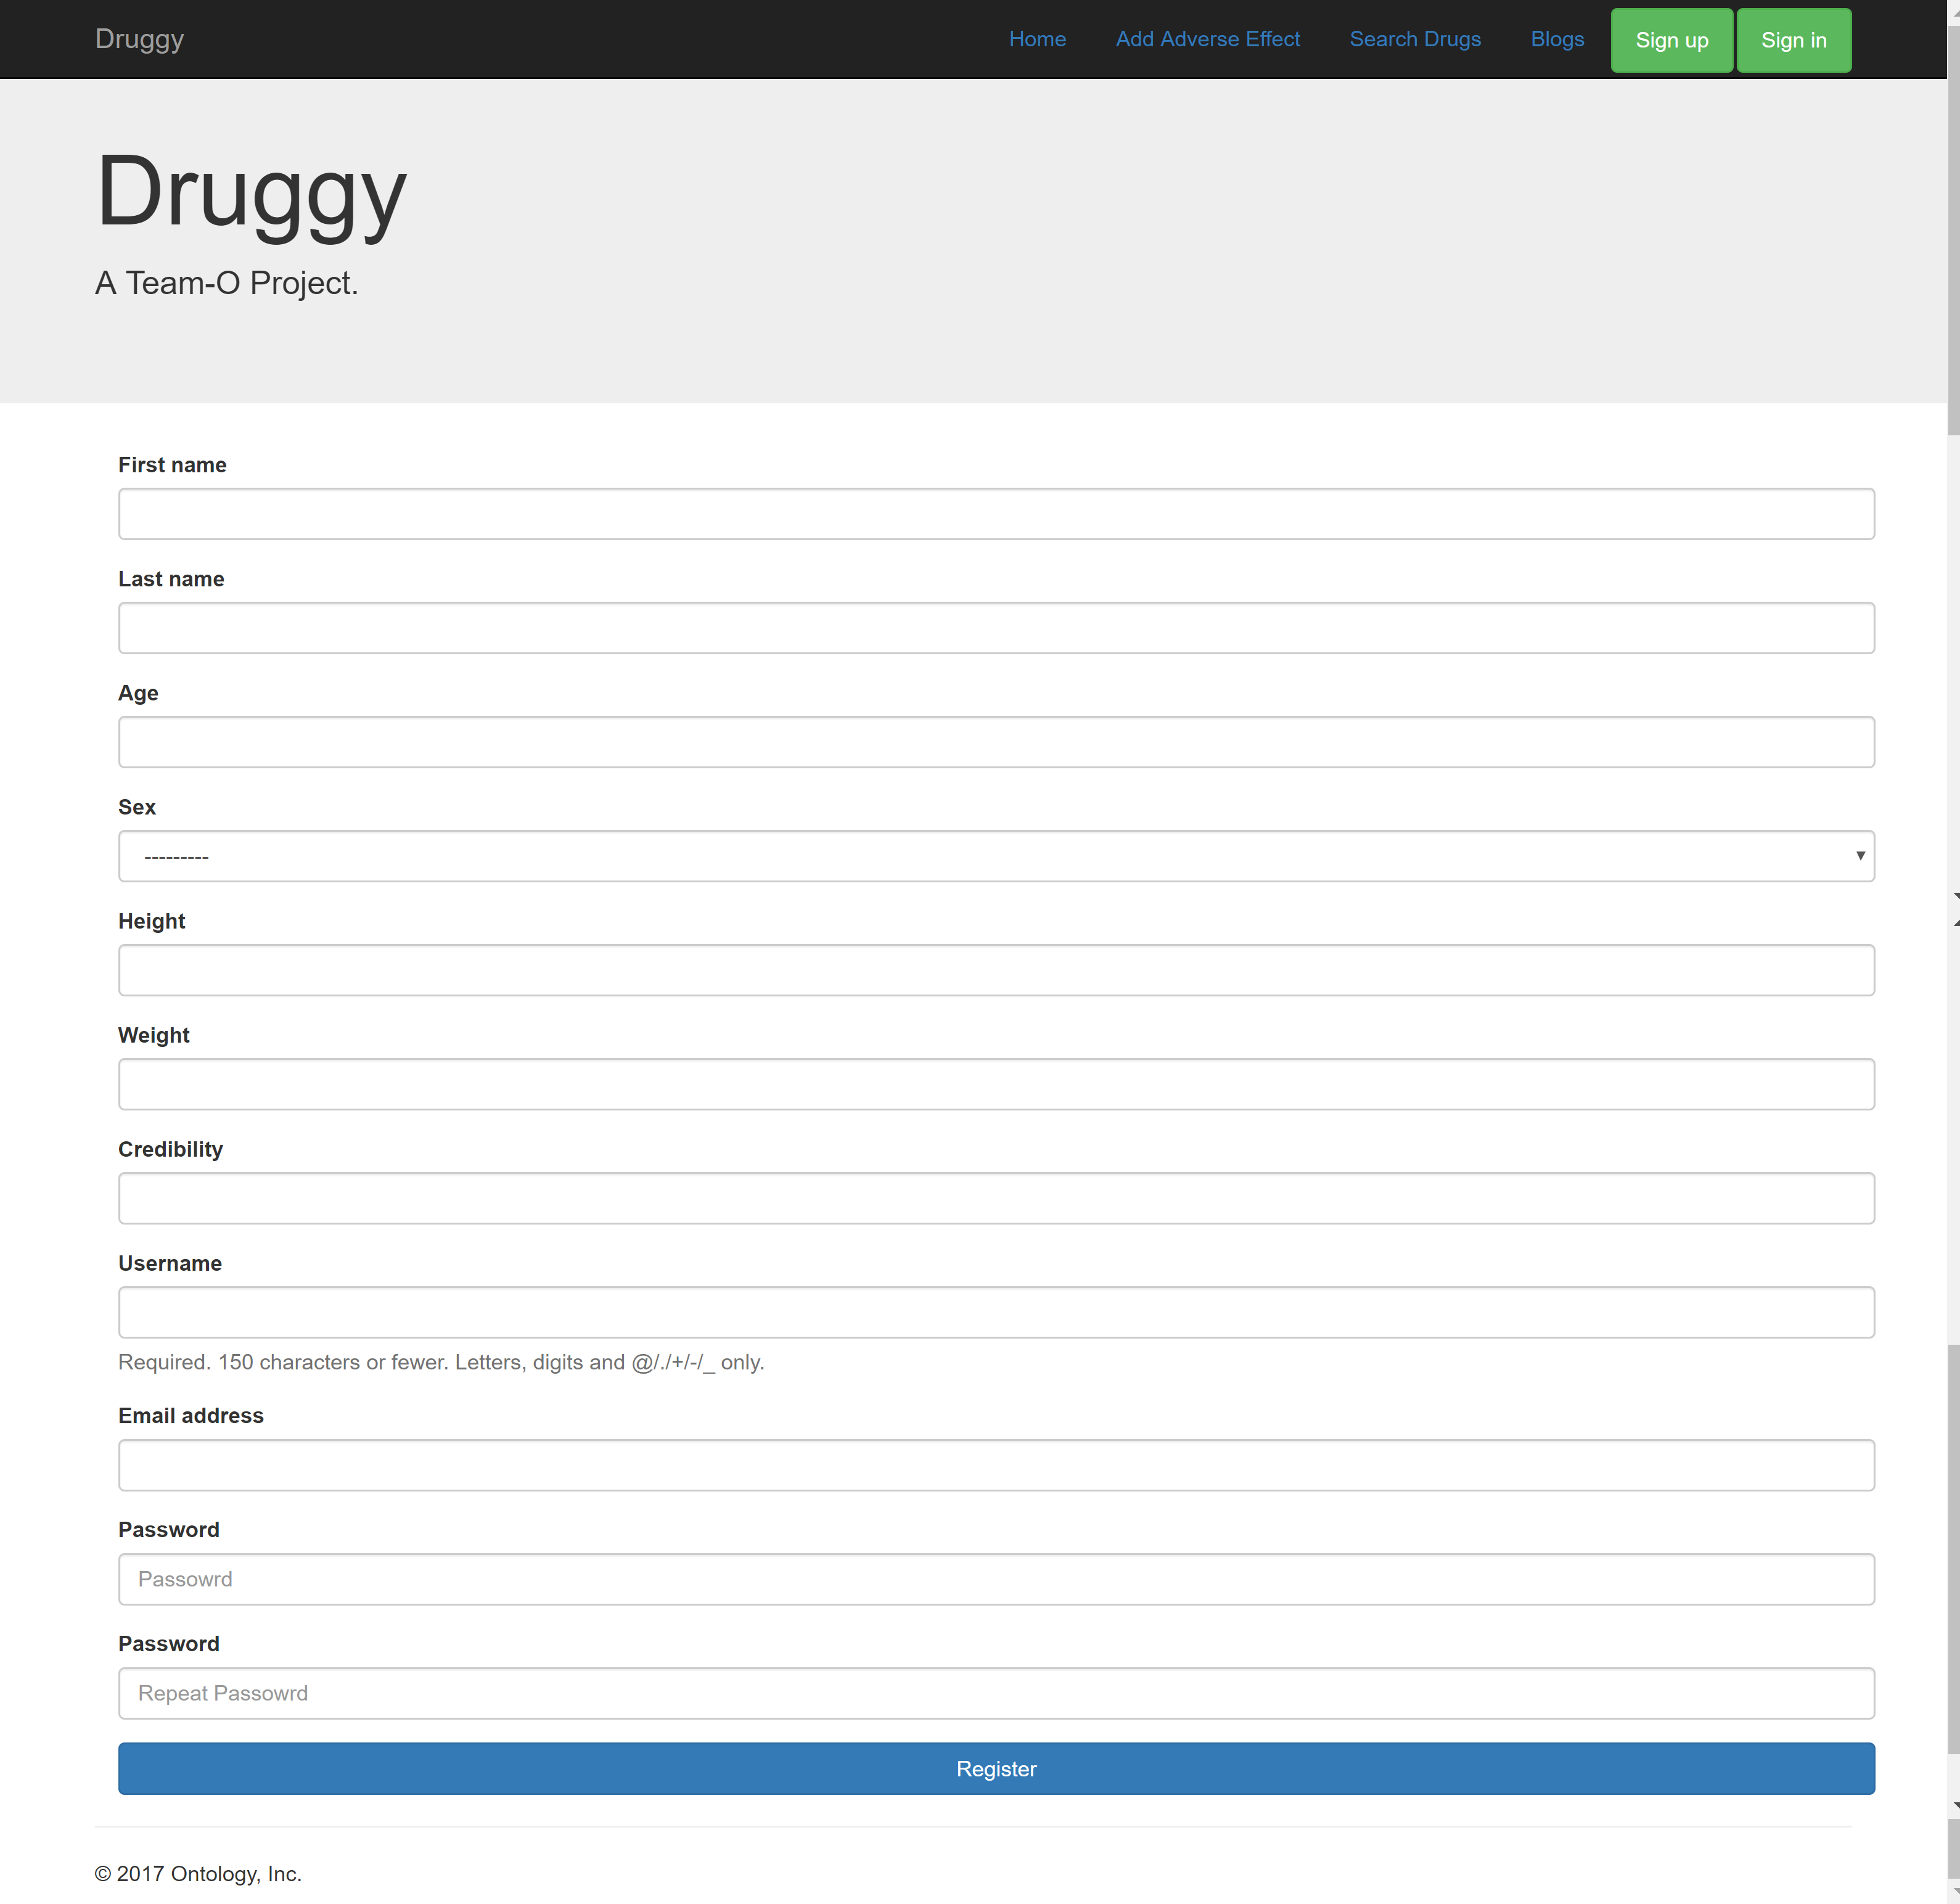 Druggy Home Add Adverse Effect Search Drugs Blogs Sign up Sign in
Druggy
A Team-O Project.
First name
Last name
Age
Sex
---------
Height
Weight
Credibility
Username
Required. 150 characters or fewer. Letters, digits and @/./+/-/_ only.
Email address
Password
Passowrd
Password
Repeat Passowrd
Register
© 2017 Ontology, Inc.